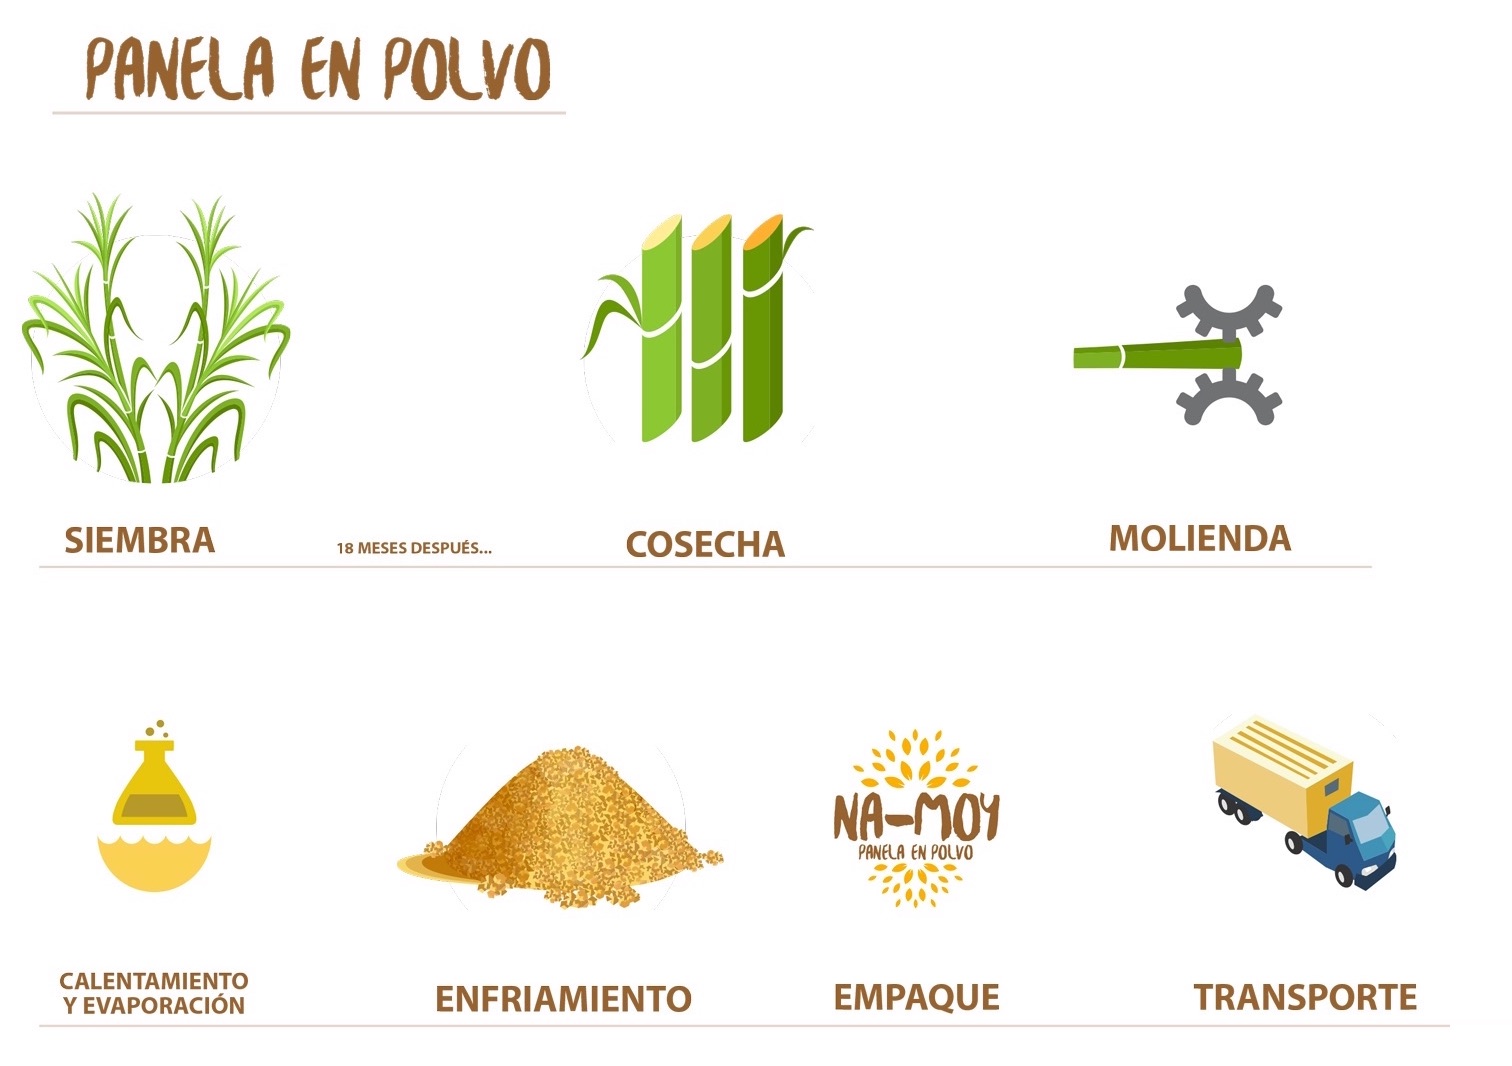 PANELA EN POLVO
SIEMBRA
18 MESES DESPUÉS...
COSECHA
MOLIENDA
CALENTAMIENTO
Y EVAPORACIÓN
ENFRIAMIENTO
NA-MOY
PANELA EN POLVO
EMPAQUE
TRANSPORTE